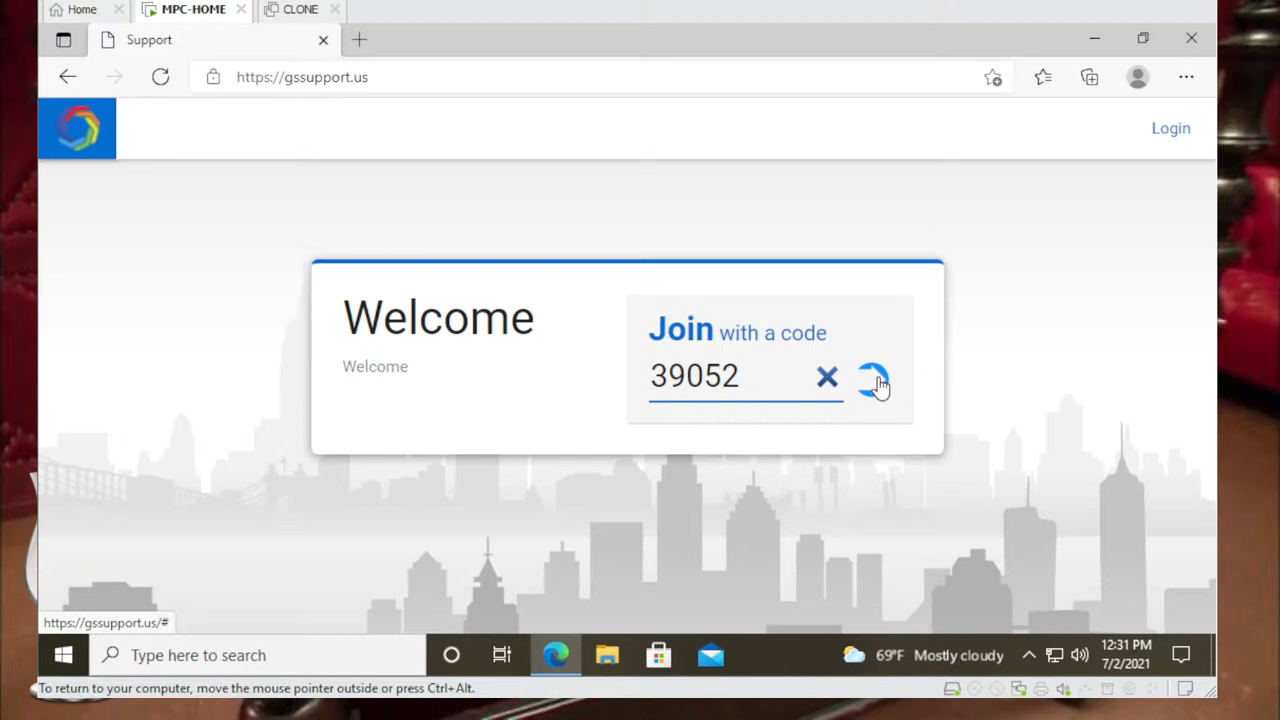 Home
MPC-HOME
CLONE
Support
https://gssupport.us
Login
Welcome
Welcome
Join with a code
39052
https://gssupport.us/#
Type here to search
69°F Mostly cloudy
12:31 PM
7/2/2021
To return to your computer, move the mouse pointer outside or press Ctrl+Alt.